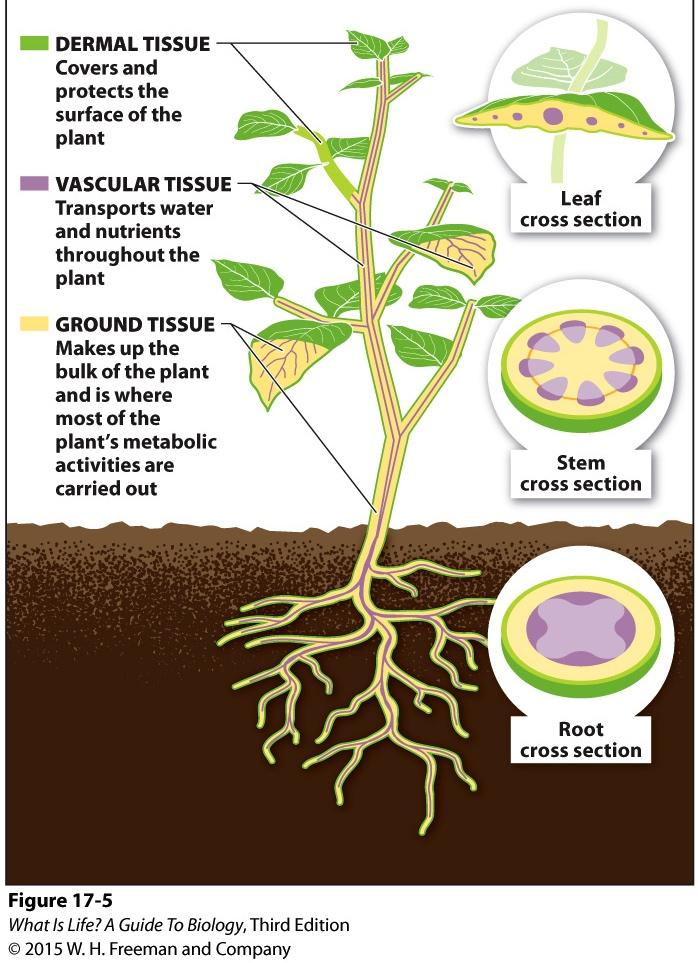 DERMAL TISSUE
Covers and
protects the
surface of the
plant
VASCULAR TISSUE
Transports water
and nutrients
throughout the
plant
GROUND TISSUE
Makes up the
bulk of the plant
and is where
most of the
plant's metabolic
activities are
carried out
Leaf
cross section
Stem
cross section
Root
cross section
Figure 17-5
What Is Life? A Guide To Biology, Third Edition
© 2015 W. H. Freeman and Company